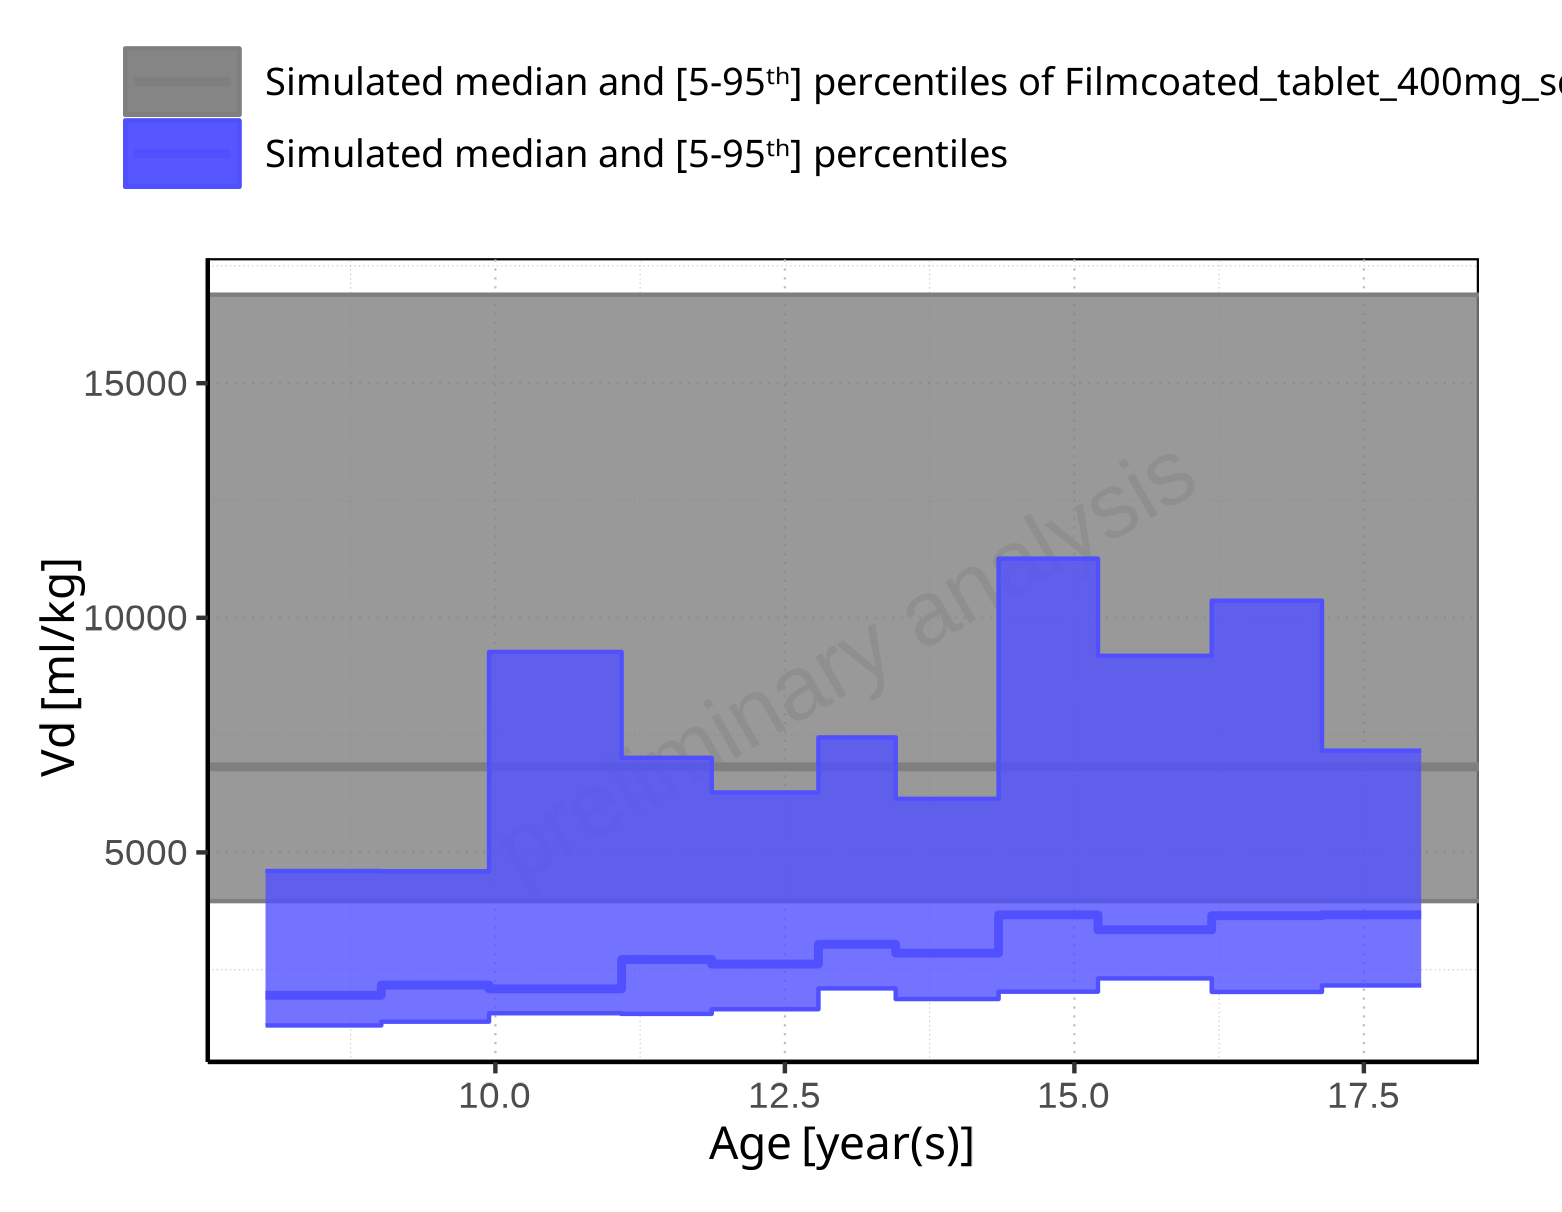 Simulated median and [5-95ᵗʰ] percentiles of Filmcoated_tablet_400mg_
Simulated median and [5-95ᵗʰ] percentiles
15000
10000
5000
Vd [ml/kg]
preliminary analysis
10.0 12.5 15.0 17.5
Age [year(s)]